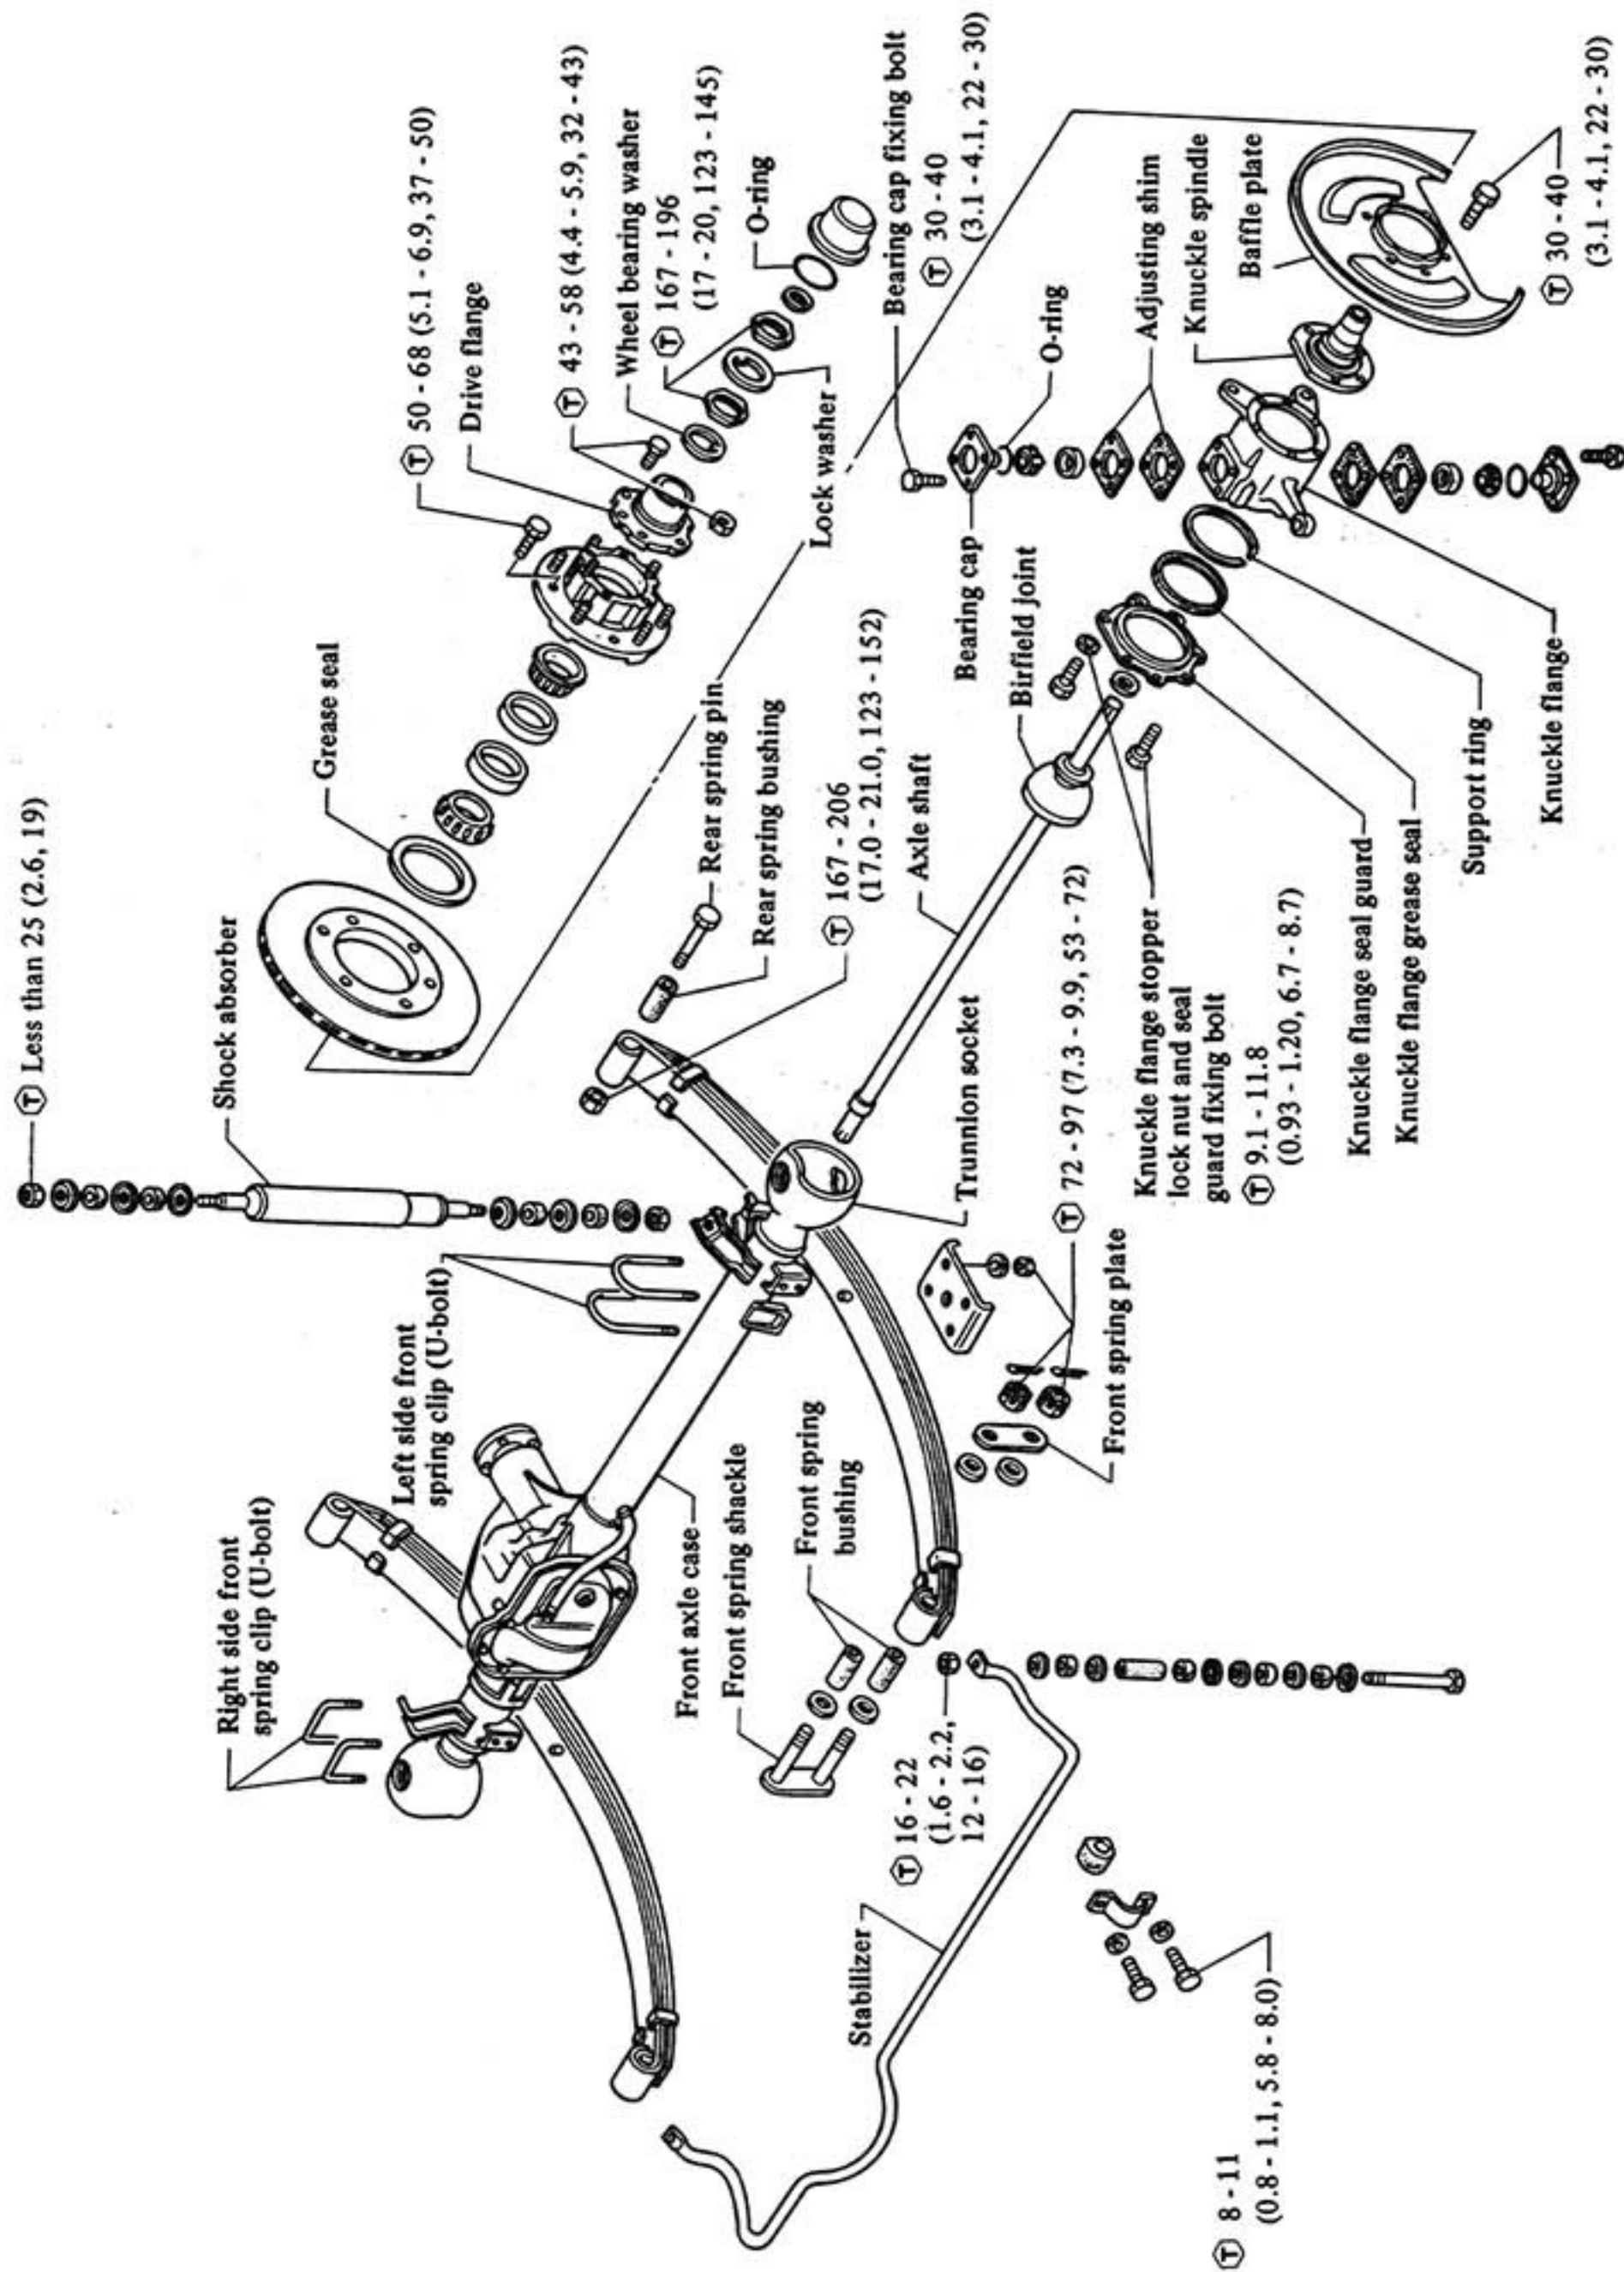 Ⓣ Less than 25 (2.6, 19)
Shock absorber
Grease seal
Ⓣ 50 - 68 (5.1 - 6.9, 37 - 50)
Drive flange
Ⓣ 43 - 58 (4.4 - 5.9, 32 - 43)
Wheel bearing washer
Ⓣ 167 - 196
(17 - 20, 123 - 145)
O-ring
Lock washer
Right side front
spring clip (U-bolt)
Left side front
spring clip (U-bolt)
Rear spring pin
Rear spring bushing
Ⓣ 167 - 206
(17.0 - 21.0, 123 - 152)
Axle shaft
Birfield joint
Bearing cap
Bearing cap fixing bolt
Ⓣ 30 - 40
(3.1 - 4.1, 22 - 30)
O-ring
Adjusting shim
Knuckle spindle
Baffle plate
Ⓣ 30 - 40
(3.1 - 4.1, 22 - 30)
Front axle case
Front spring shackle
Front spring
bushing
Trunnion socket
Ⓣ 72 - 97 (7.3 - 9.9, 53 - 72)
Front spring plate
Knuckle flange stopper
lock nut and seal
guard fixing bolt
Ⓣ 9.1 - 11.8
(0.93 - 1.20, 6.7 - 8.7)
Knuckle flange seal guard
Knuckle flange grease seal
Support ring
Knuckle flange
Ⓣ 16 - 22
(1.6 - 2.2,
12 - 16)
Stabilizer
Ⓣ 8 - 11
(0.8 - 1.1, 5.8 - 8.0)